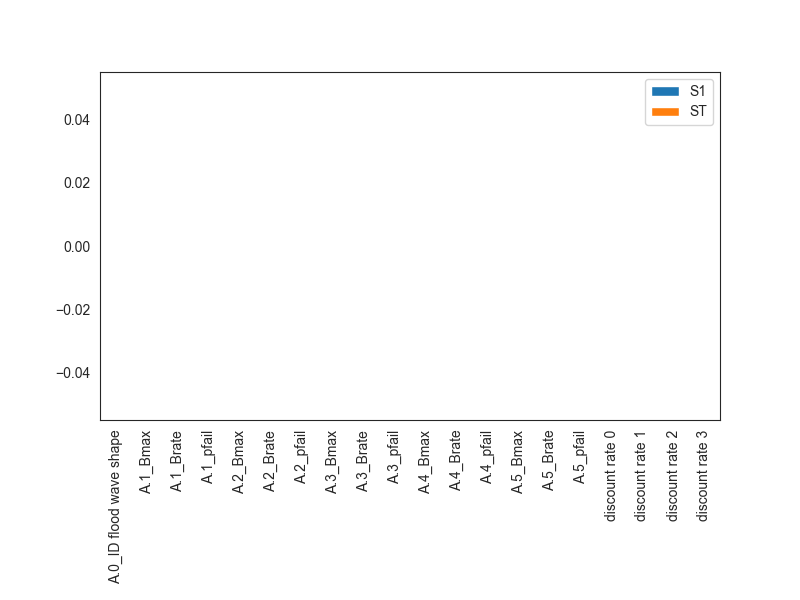 S1
ST
0.04
0.02
0.00
−0.02
−0.04
A.0_ID flood wave shape
A.1_Bmax
A.1_Brate
A.1_pfail
A.2_Bmax
A.2_Brate
A.2_pfail
A.3_Bmax
A.3_Brate
A.3_pfail
A.4_Bmax
A.4_Brate
A.4_pfail
A.5_Bmax
A.5_Brate
A.5_pfail
discount rate 0
discount rate 1
discount rate 2
discount rate 3